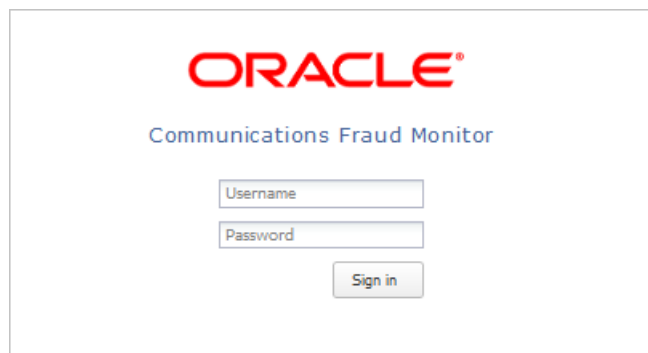 ORACLE®
Communications Fraud Monitor
Username
Password
Sign in